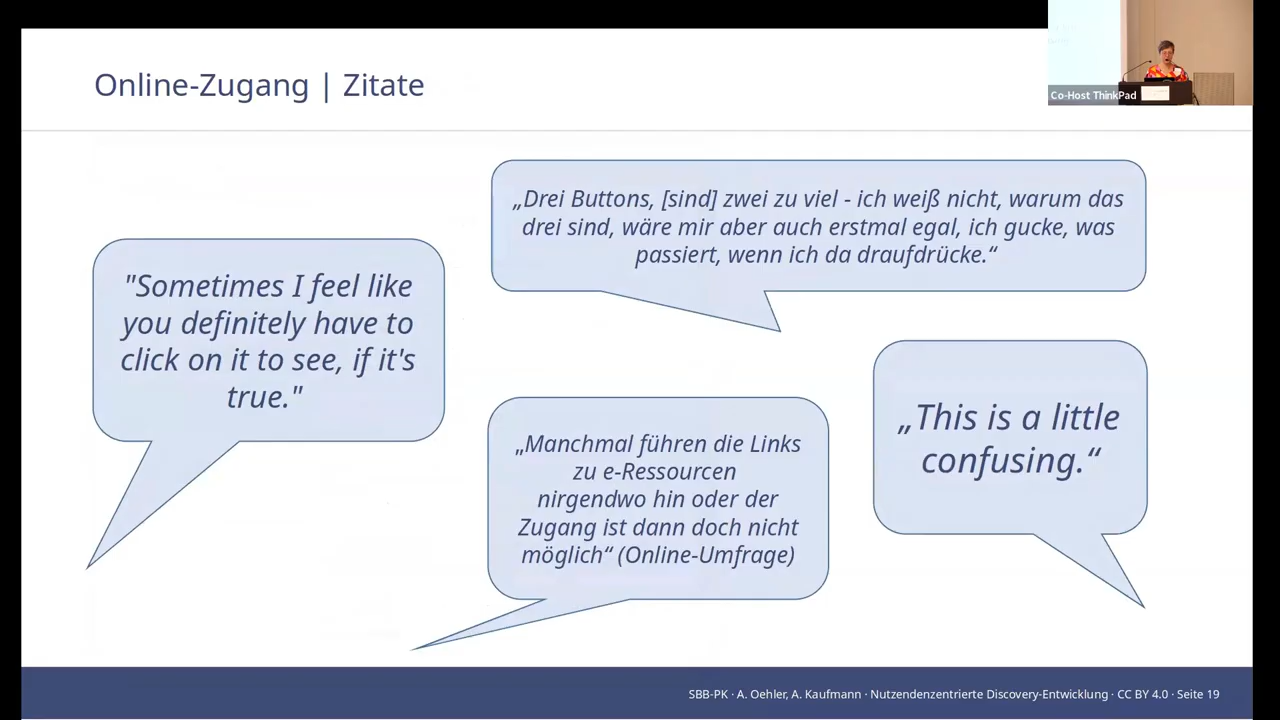 Online-Zugang | Zitate
Co-Host ThinkPad
„Drei Buttons, [sind] zwei zu viel - ich weiß nicht, warum das
drei sind, wäre mir aber auch erstmal egal, ich gucke, was
passiert, wenn ich da draufdrücke.“
"Sometimes I feel like
you definitely have to
click on it to see, if it's
true."
„Manchmal führen die Links
zu e-Ressourcen
nirgendwo hin oder der
Zugang ist dann doch nicht
möglich“ (Online-Umfrage)
„This is a little
confusing.“
SBB-PK · A. Oehler, A. Kaufmann · Nutzendenzentrierte Discovery-Entwicklung · CC BY 4.0 · Seite 19